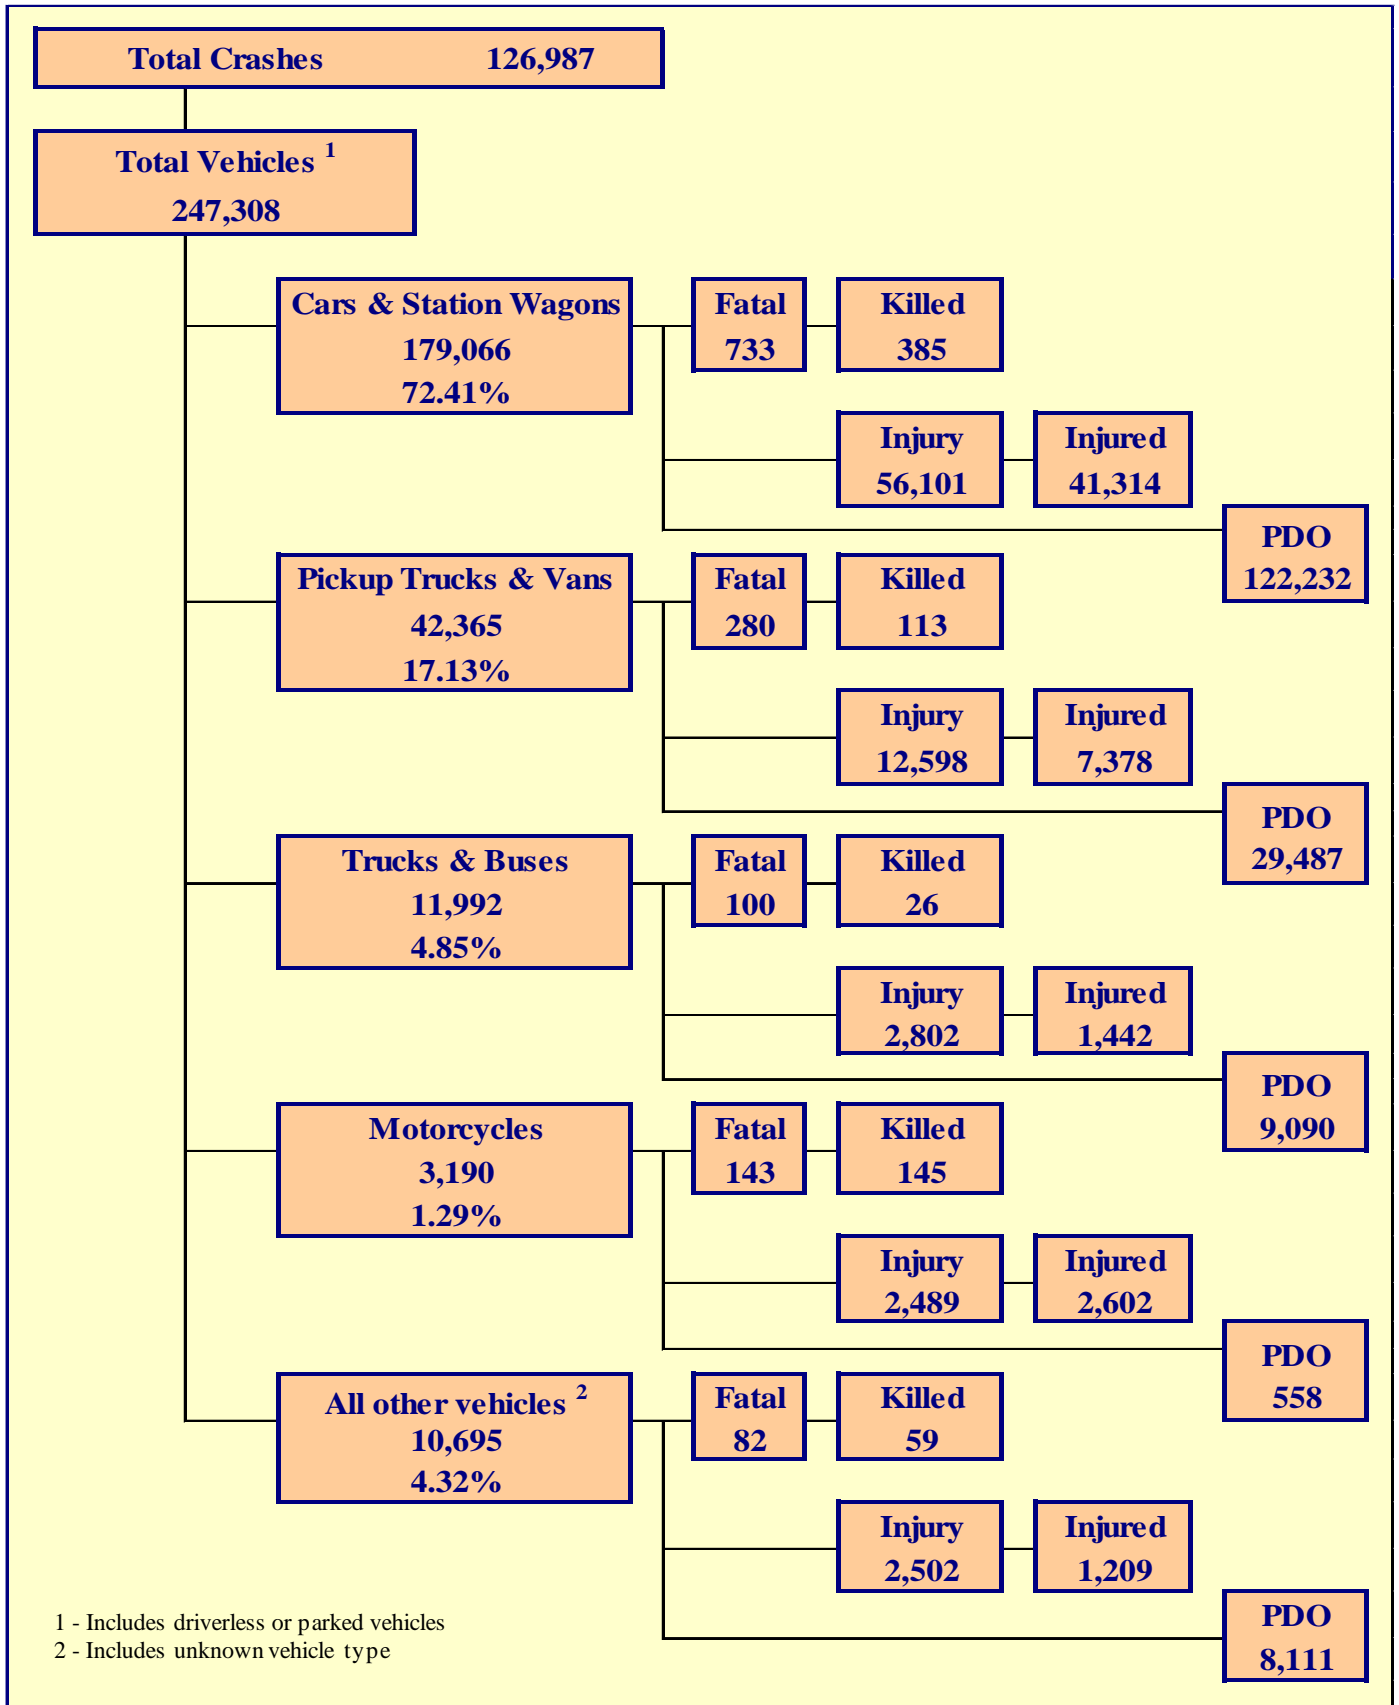 Total Crashes 126,987
Total Vehicles 1
247,308
Cars & Station Wagons
179,066
72.41%
Fatal
733
Killed
385
Injury
56,101
Injured
41,314
PDO
122,232
Pickup Trucks & Vans
42,365
17.13%
Fatal
280
Killed
113
Injury
12,598
Injured
7,378
PDO
29,487
Trucks & Buses
11,992
4.85%
Fatal
100
Killed
26
Injury
2,802
Injured
1,442
PDO
9,090
Motorcycles
3,190
1.29%
Fatal
143
Killed
145
Injury
2,489
Injured
2,602
PDO
558
All other vehicles 2
10,695
4.32%
Fatal
82
Killed
59
Injury
2,502
Injured
1,209
PDO
8,111
1 - Includes driverless or parked vehicles
2 - Includes unknown vehicle type